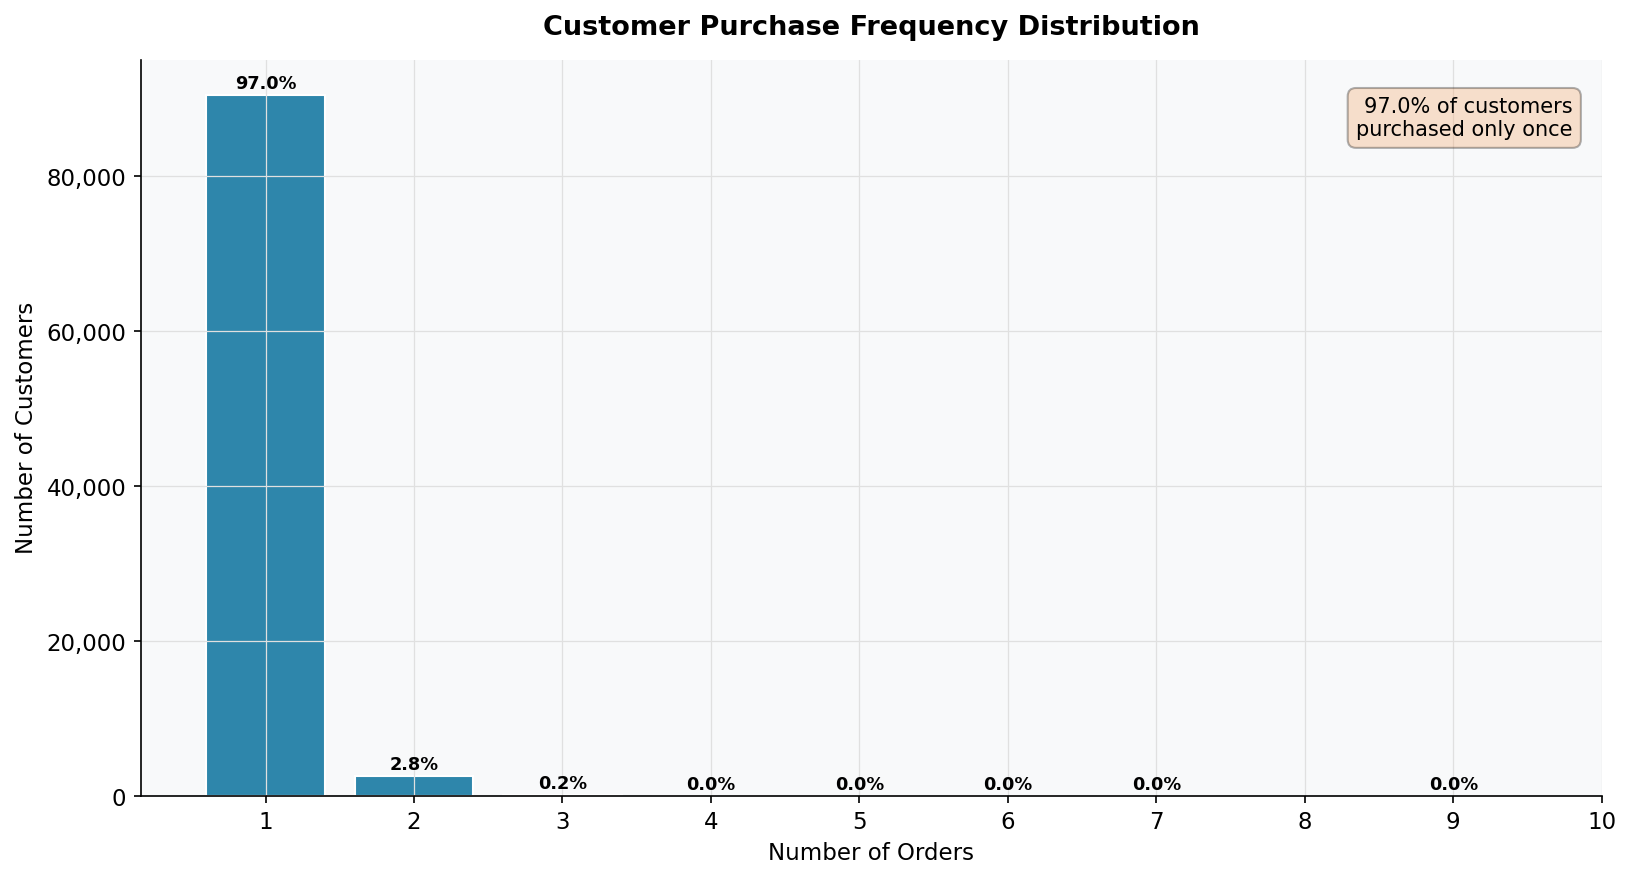 Customer Purchase Frequency Distribution
97.0%
97.0% of customers
purchased only once
80,000
60,000
40,000
20,000
0
Number of Customers
2.8%
0.2%
0.0%
0.0%
0.0%
0.0%
0.0%
1 2 3 4 5 6 7 8 9 10
Number of Orders